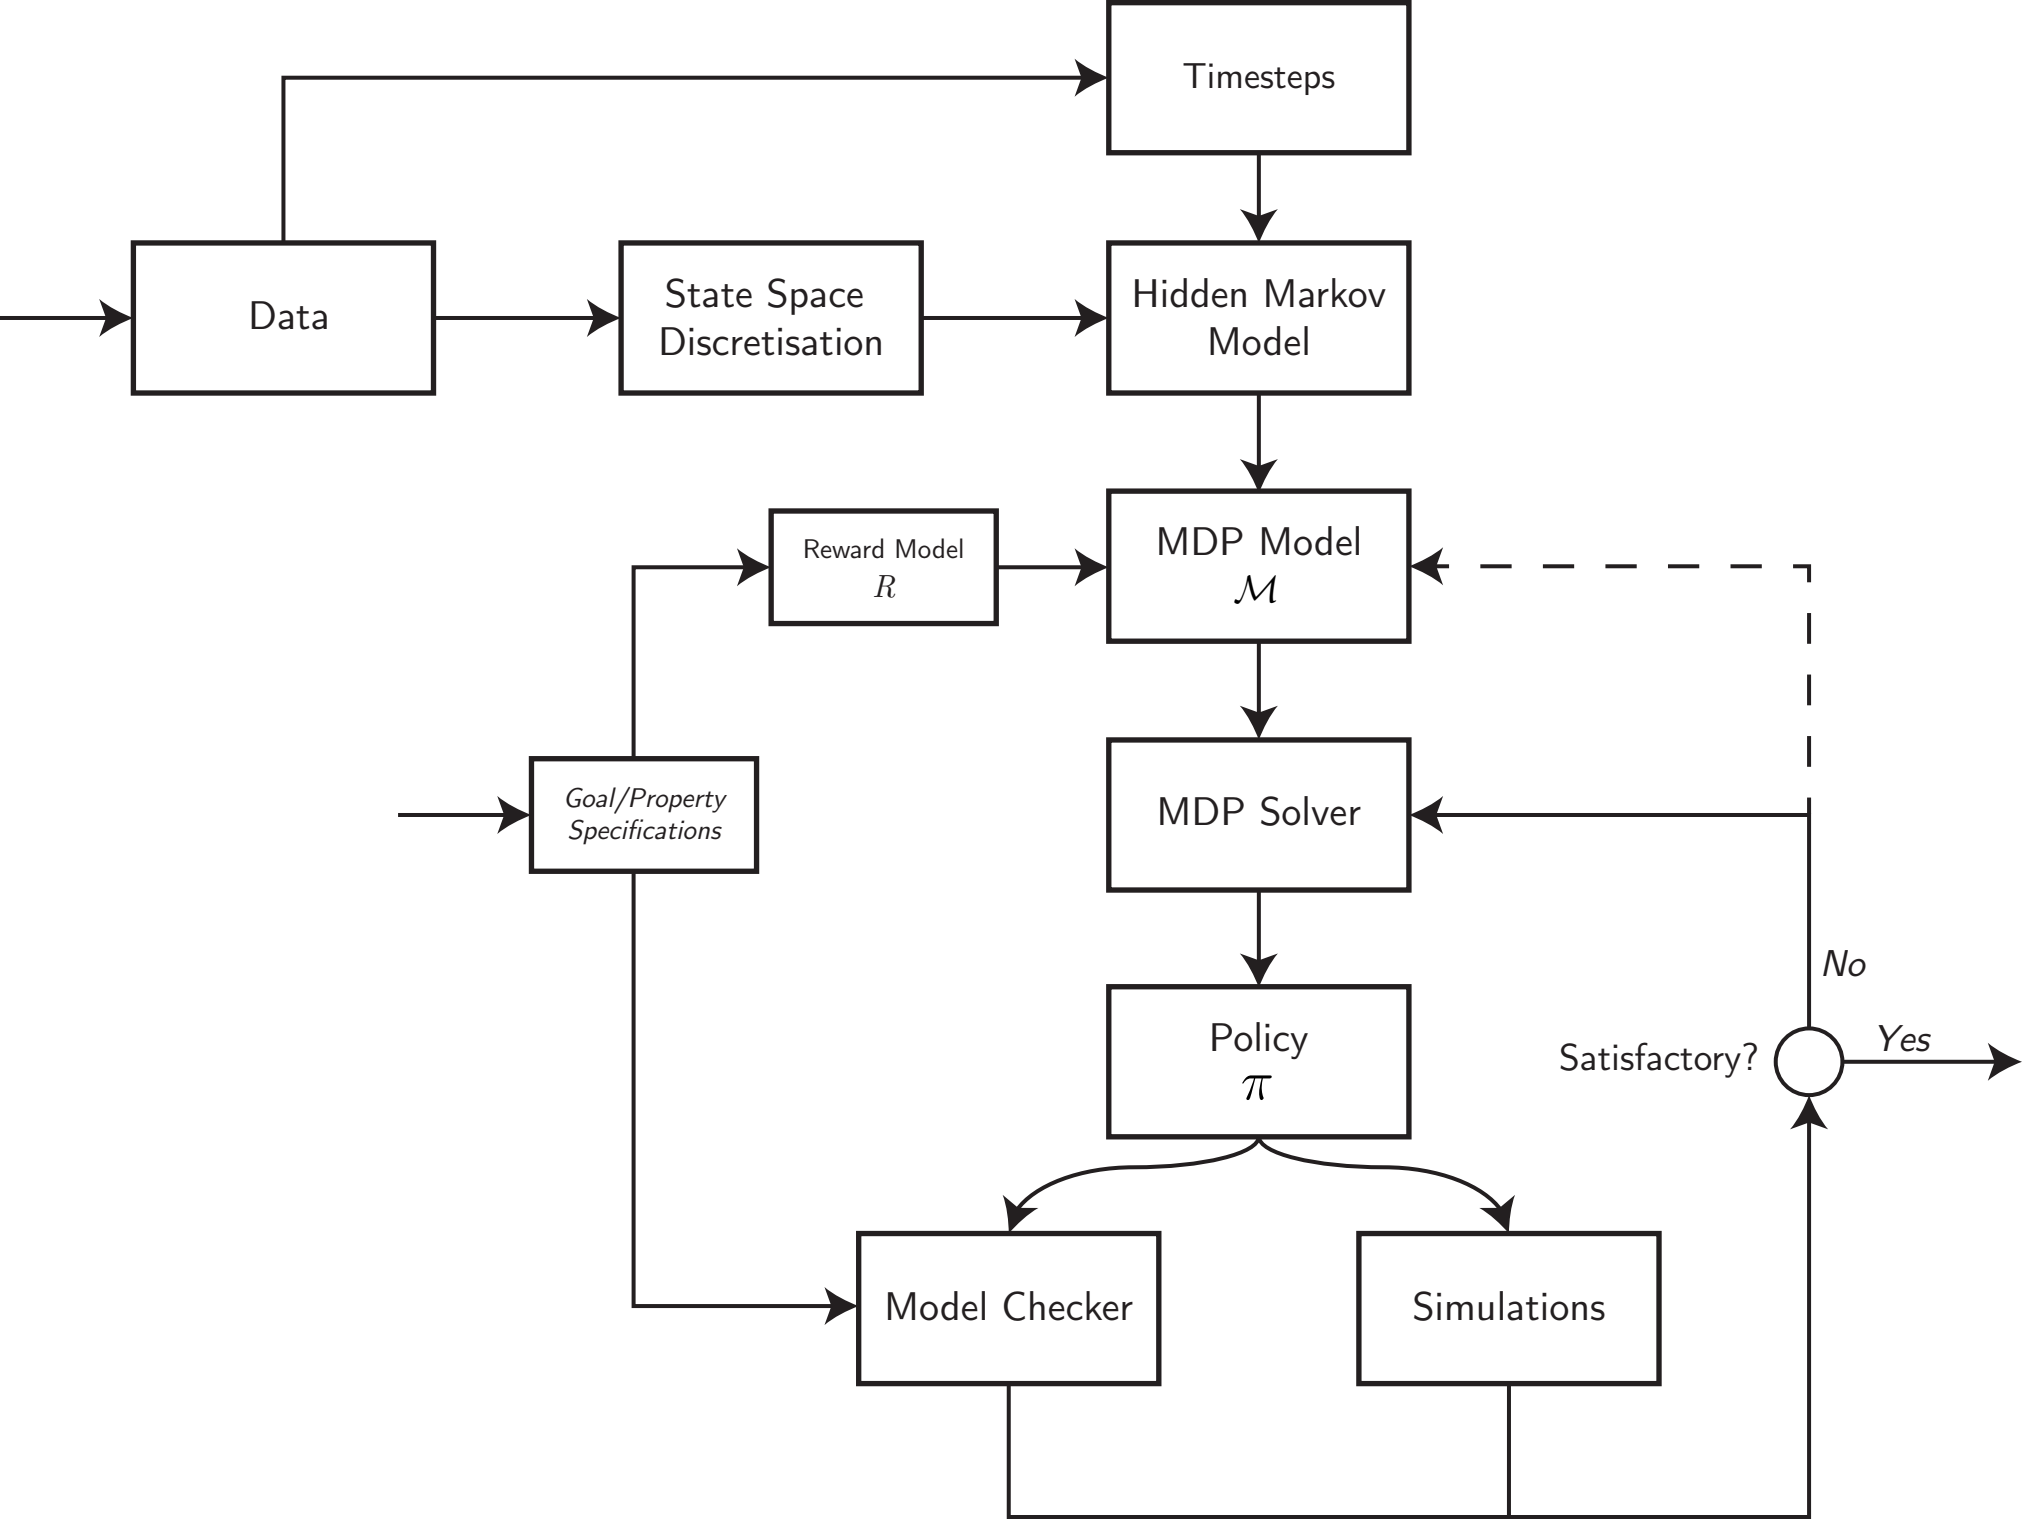 Timesteps
Data
State Space
Discretisation
Hidden Markov
Model
Reward Model
R
MDP Model
ℳ
Goal/Property
Specifications
MDP Solver
No
Policy
π
Satisfactory?
Yes
Model Checker
Simulations